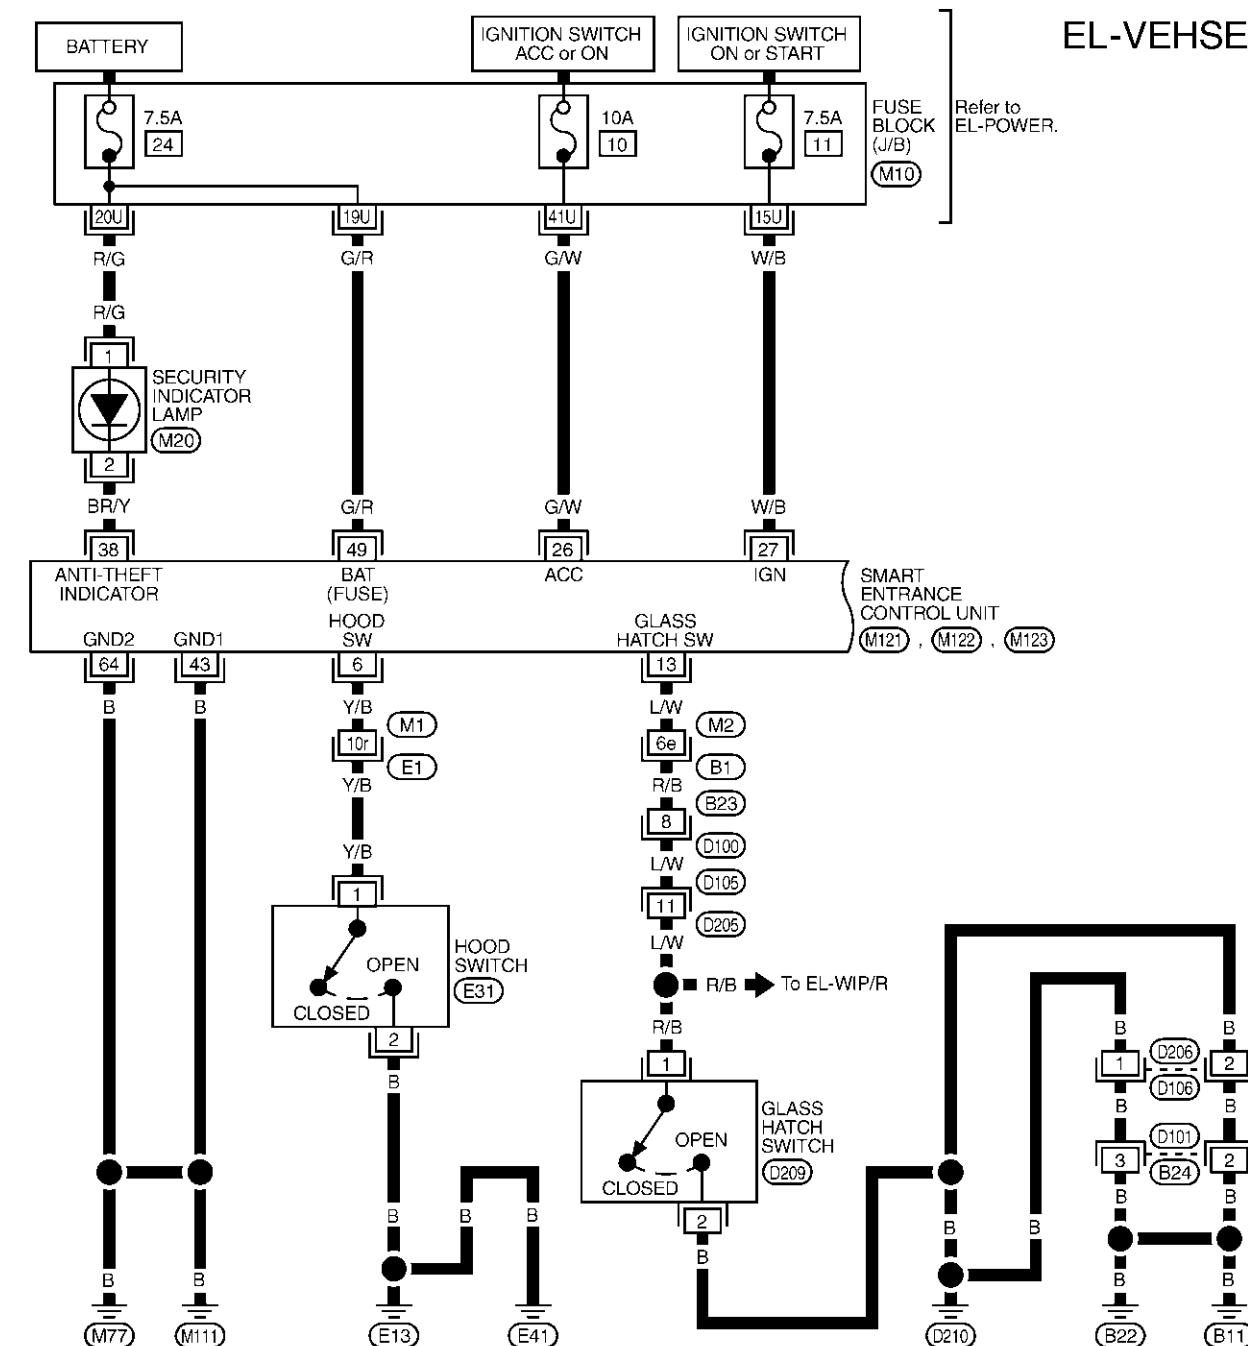 EL-VEHSE
BATTERY
IGNITION SWITCH
ACC or ON
IGNITION SWITCH
ON or START
7.5A
24
10A
10
7.5A
11
FUSE
BLOCK
(J/B)
M10
Refer to
EL-POWER.
20U
19U
41U
15U
R/G
G/R
G/W
W/B
R/G
1
SECURITY
INDICATOR
LAMP
M20
2
BR/Y
G/R
G/W
W/B
38
49
26
27
ANTI-THEFT
INDICATOR
BAT
(FUSE)
ACC
IGN
SMART
ENTRANCE
CONTROL UNIT
M121 , M122 , M123
GND2
GND1
HOOD
SW
GLASS
HATCH SW
64
43
6
13
B
B
Y/B
L/W
M1
10r
E1
Y/B
M2
6e
B1
R/B
B23
8
D100
L/W
D105
11
D205
L/W
Y/B
1
OPEN
CLOSED
HOOD
SWITCH
E31
2
B
R/B
To EL-WIP/R
R/B
1
OPEN
CLOSED
GLASS
HATCH
SWITCH
D209
2
B
B
B
1
D206
2
D106
B
B
D101
3
2
B24
B
B
B
B
B
B
B
B
B
B
B
B
M77
M111
E13
E41
D210
B22
B11